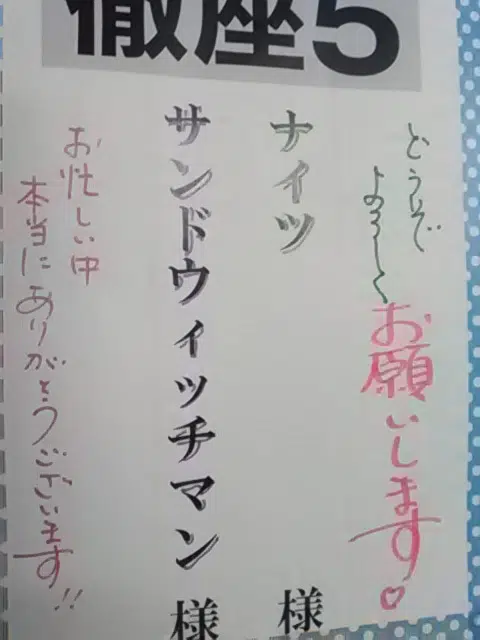 徹座5
どうぞ
よろしく
お願いします♡
ナイツ 様
サンドウィッチマン 様
お忙しい中
本当にありがとうございます!!